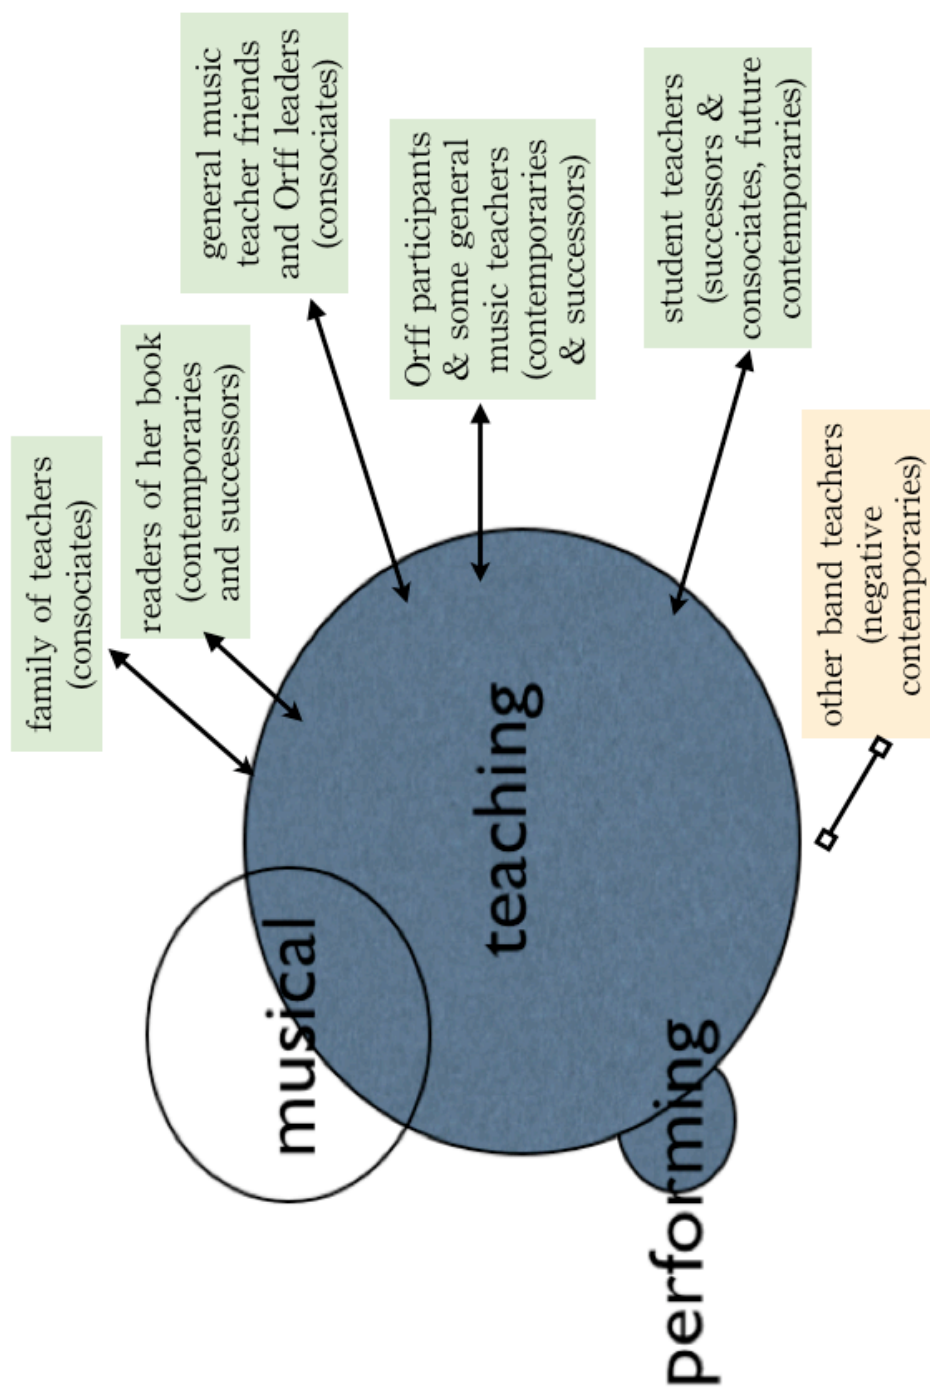 family of teachers
(consociates)
readers of her book
(contemporaries
and successors)
general music
teacher friends
and Orff leaders
(consociates)
Orff participants
& some general
music teachers
(contemporaries
& successors)
student teachers
(successors &
consociates, future
contemporaries)
other band teachers
(negative
contemporaries)
musical
teaching
performing